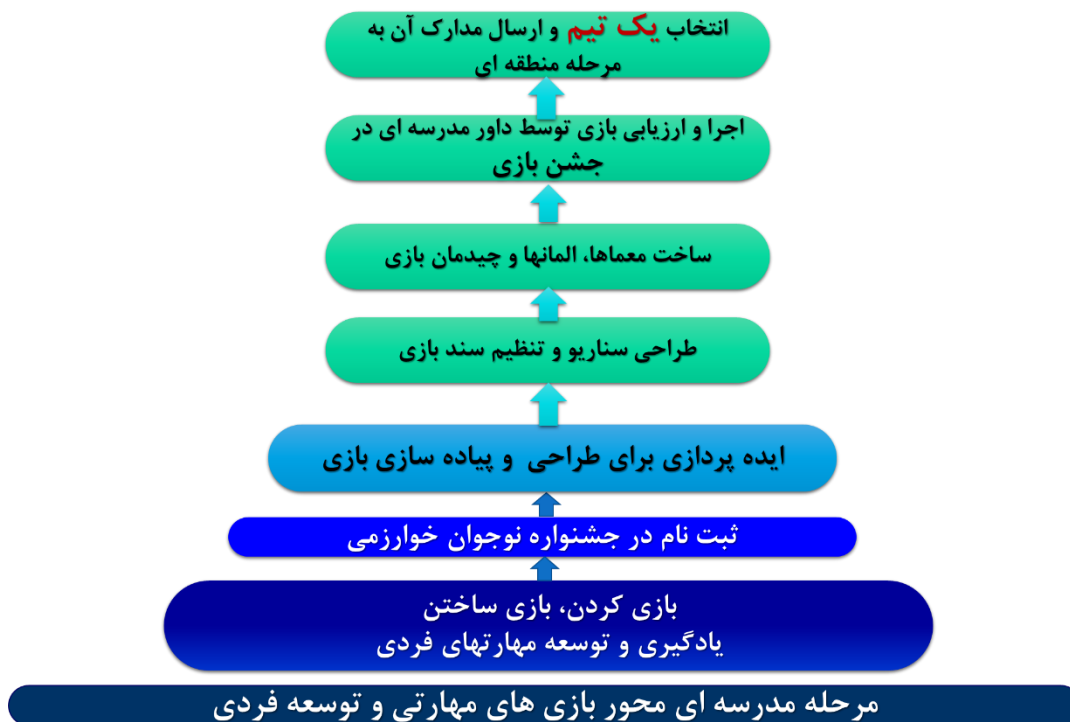 انتخاب یک تیم و ارسال مدارک آن به
مرحله منطقه ای
اجرا و ارزیابی بازی توسط داور مدرسه ای در
جشن بازی
ساخت معماها، المانها و چیدمان بازی
طراحی سناریو و تنظیم سند بازی
ایده پردازی برای طراحی و پیاده سازی بازی
ثبت نام در جشنواره نوجوان خوارزمی
بازی کردن، بازی ساختن
یادگیری و توسعه مهارتهای فردی
مرحله مدرسه ای محور بازی های مهارتی و توسعه فردی